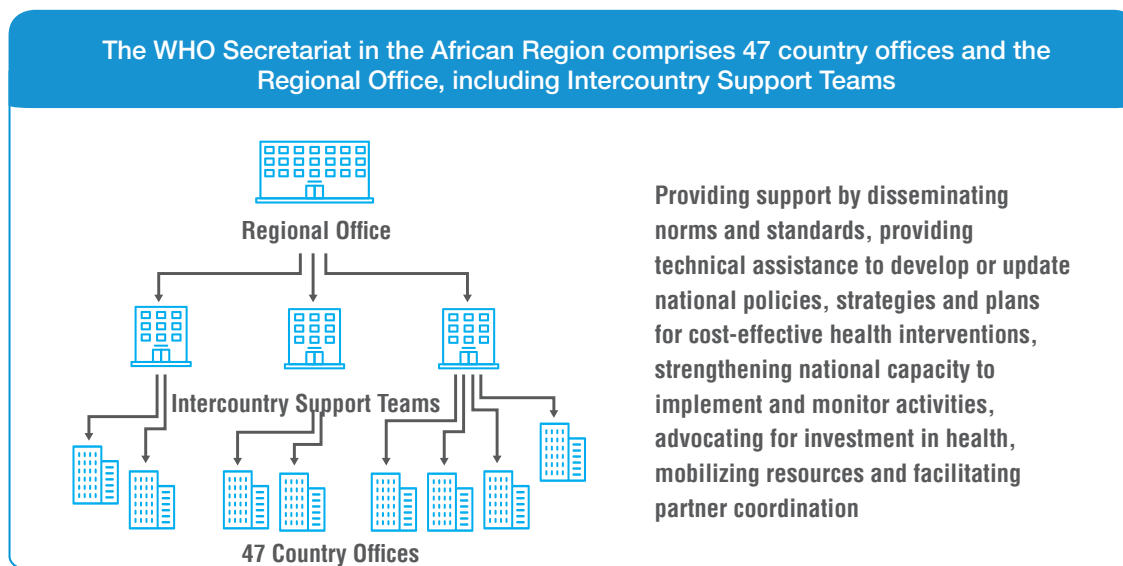 The WHO Secretariat in the African Region comprises 47 country offices and the
Regional Office, including Intercountry Support Teams
Regional Office
Intercountry Support Teams
47 Country Offices
Providing support by disseminating
norms and standards, providing
technical assistance to develop or update
national policies, strategies and plans
for cost-effective health interventions,
strengthening national capacity to
implement and monitor activities,
advocating for investment in health,
mobilizing resources and facilitating
partner coordination